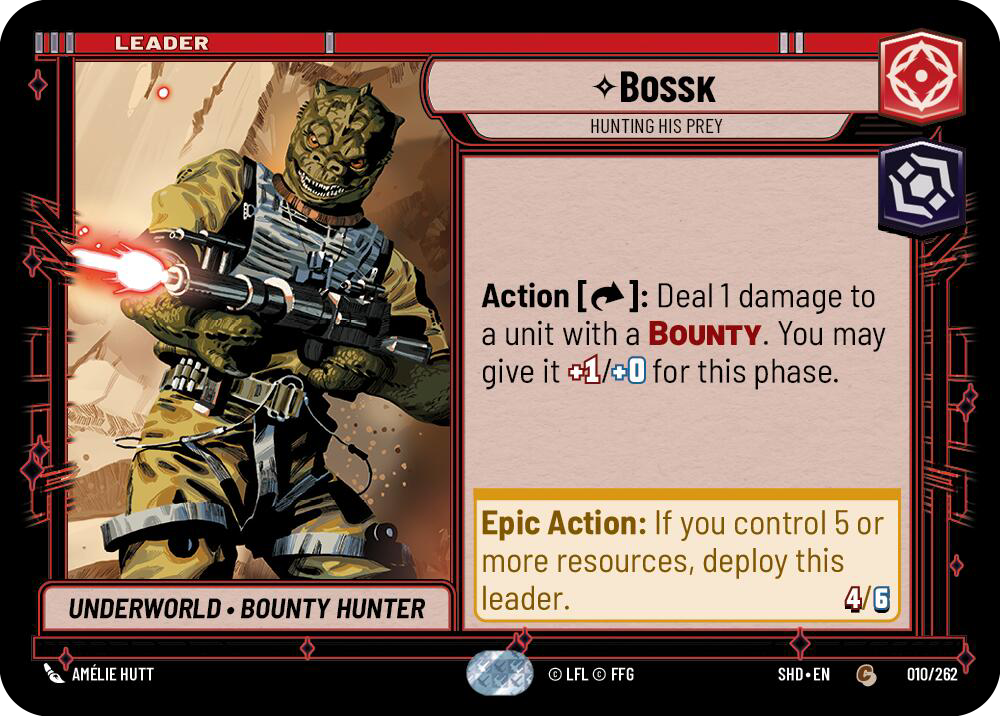 LEADER
BOSSK
HUNTING HIS PREY
Action [ ]: Deal 1 damage to
a unit with a BOUNTY. You may
give it +1/+0 for this phase.
Epic Action: If you control 5 or
more resources, deploy this
leader.
4/6
UNDERWORLD • BOUNTY HUNTER
AMÉLIE HUTT
© LFL © FFG
SHD•EN
C
010/262